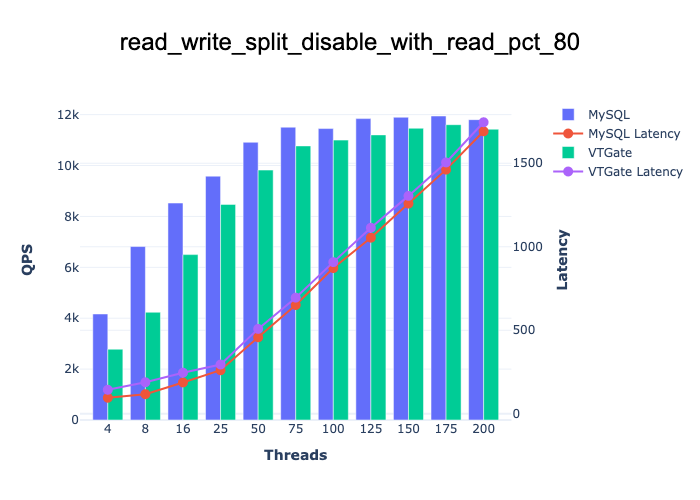 read_write_split_disable_with_read_pct_80
12k
10k
8k
6k
4k
2k
0
QPS
4 8 16 25 50 75 100 125 150 175 200
Threads
1500
1000
500
0
Latency
MySQL
MySQL Latency
VTGate
VTGate Latency